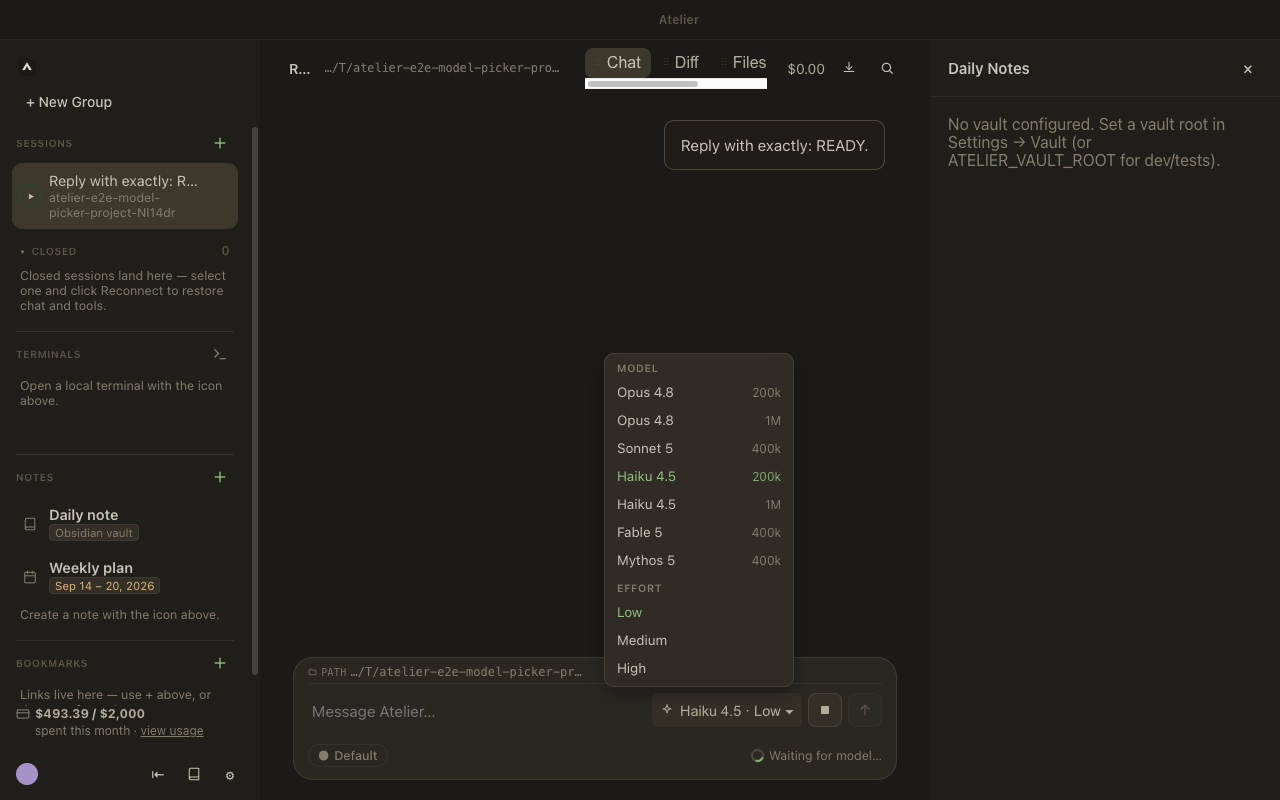 Atelier
+ New Group
SESSIONS
Reply with exactly: R...
atelier-e2e-model-
picker-project-Nl14dr
CLOSED 0
Closed sessions land here — select
one and click Reconnect to restore
chat and tools.
TERMINALS
Open a local terminal with the icon
above.
NOTES
Daily note
Obsidian vault
Weekly plan
Sep 14 – 20, 2026
Create a note with the icon above.
BOOKMARKS
Links live here — use + above, or
$493.39 / $2,000
spent this month · view usage
R... …/T/atelier-e2e-model-picker-pro…
Chat Diff Files
$0.00
Reply with exactly: READY.
MODEL
Opus 4.8 200k
Opus 4.8 1M
Sonnet 5 400k
Haiku 4.5 200k
Haiku 4.5 1M
Fable 5 400k
Mythos 5 400k
EFFORT
Low
Medium
High
PATH …/T/atelier-e2e-model-picker-pr…
Message Atelier...
Haiku 4.5 · Low
Default
Waiting for model...
Daily Notes
No vault configured. Set a vault root in
Settings → Vault (or
ATELIER_VAULT_ROOT for dev/tests).